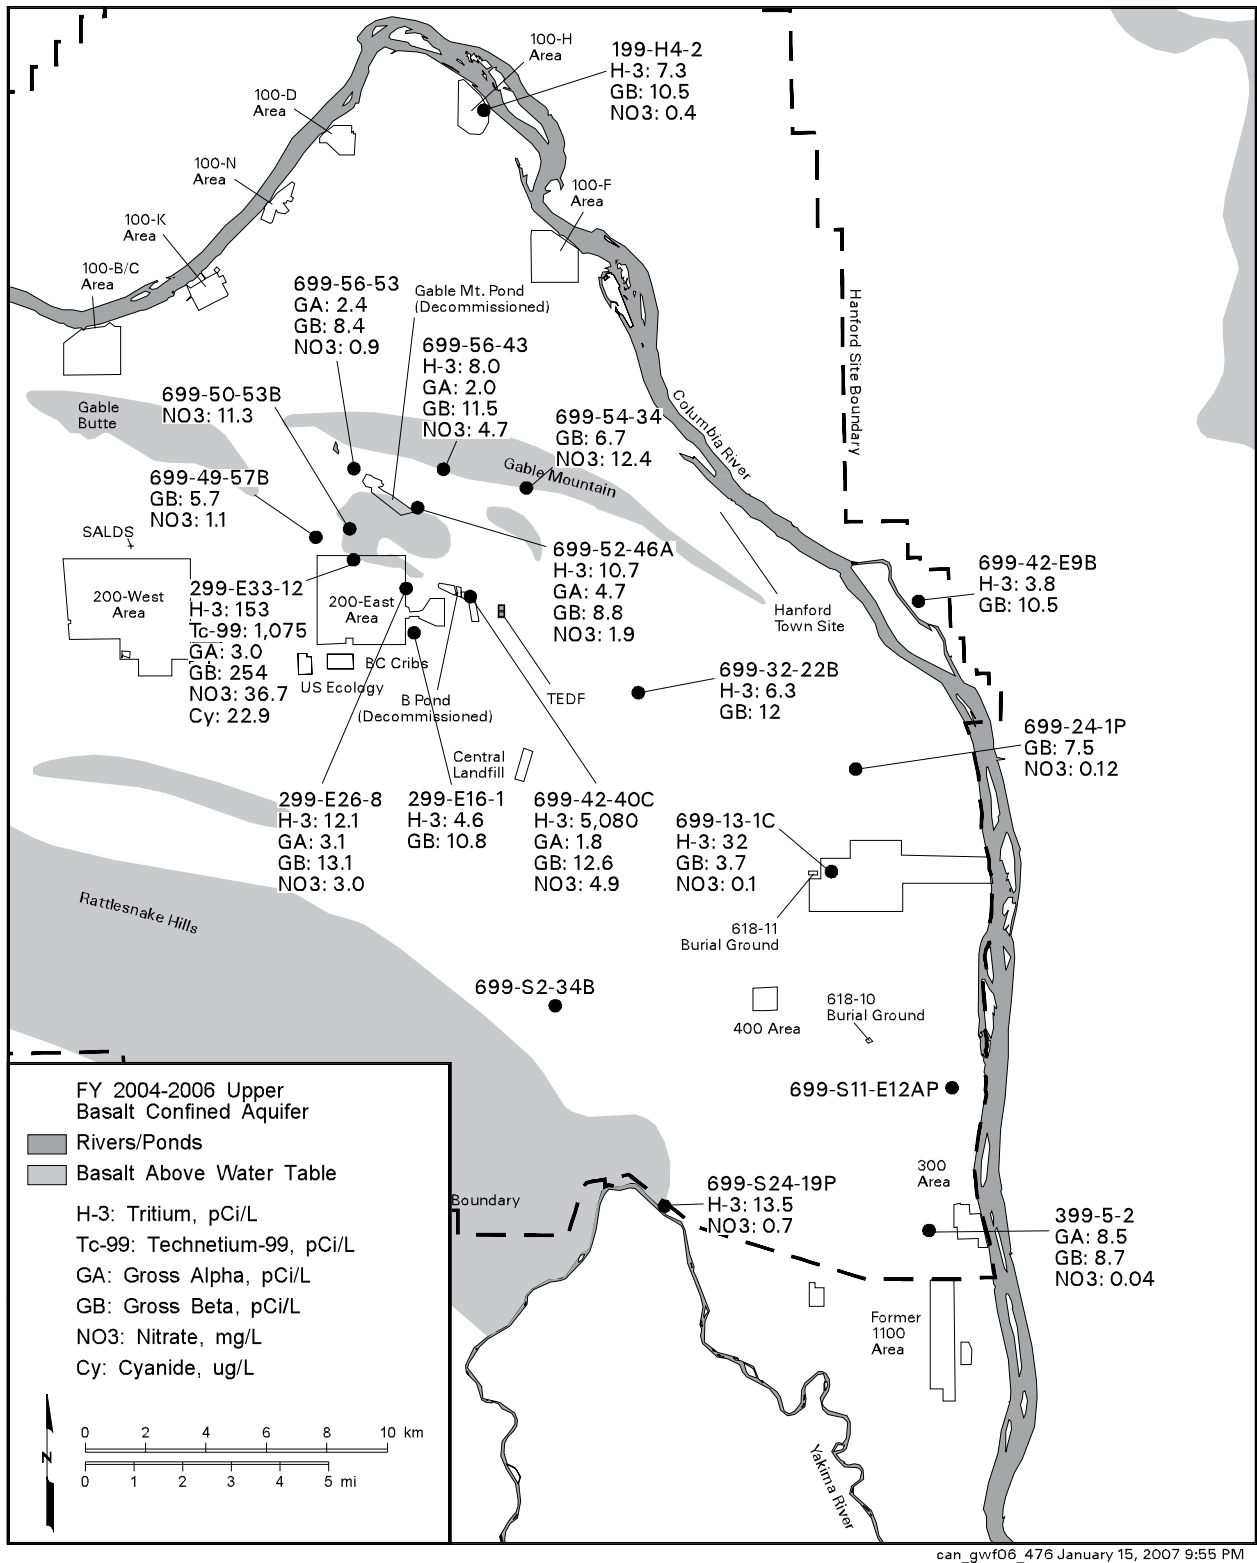 100-H
Area
199-H4-2
H-3: 7.3
GB: 10.5
NO3: 0.4
100-D
Area
100-N
Area
100-F
Area
100-K
Area
100-B/C
Area
699-56-53
GA: 2.4
GB: 8.4
NO3: 0.9
Gable Mt. Pond
(Decommissioned)
Hanford Site Boundary
699-56-43
H-3: 8.0
GA: 2.0
GB: 11.5
NO3: 4.7
699-50-53B
NO3: 11.3
Gable
Butte
Columbia River
699-54-34
GB: 6.7
NO3: 12.4
Gable Mountain
699-49-57B
GB: 5.7
NO3: 1.1
SALDS
699-52-46A
H-3: 10.7
GA: 4.7
GB: 8.8
NO3: 1.9
699-42-E9B
H-3: 3.8
GB: 10.5
200-West
Area
299-E33-12
H-3: 153
Tc-99: 1,075
GA: 3.0
GB: 254
NO3: 36.7
Cy: 22.9
200-East
Area
Hanford
Town Site
BC Cribs
US Ecology
B Pond
(Decommissioned)
TEDF
699-32-22B
H-3: 6.3
GB: 12
699-24-1P
GB: 7.5
NO3: 0.12
Central
Landfill
299-E26-8
H-3: 12.1
GA: 3.1
GB: 13.1
NO3: 3.0
299-E16-1
H-3: 4.6
GB: 10.8
699-42-40C
H-3: 5,080
GA: 1.8
GB: 12.6
NO3: 4.9
699-13-1C
H-3: 32
GB: 3.7
NO3: 0.1
Rattlesnake Hills
618-11
Burial Ground
699-S2-34B
400 Area
618-10
Burial Ground
699-S11-E12AP
300
Area
Boundary
699-S24-19P
H-3: 13.5
NO3: 0.7
399-5-2
GA: 8.5
GB: 8.7
NO3: 0.04
Former
1100
Area
Yakima River
FY 2004-2006 Upper
Basalt Confined Aquifer
Rivers/Ponds
Basalt Above Water Table
H-3: Tritium, pCi/L
Tc-99: Technetium-99, pCi/L
GA: Gross Alpha, pCi/L
GB: Gross Beta, pCi/L
NO3: Nitrate, mg/L
Cy: Cyanide, ug/L
N
0 2 4 6 8 10 km
0 1 2 3 4 5 mi
can_gwf06_476 January 15, 2007 9:55 PM